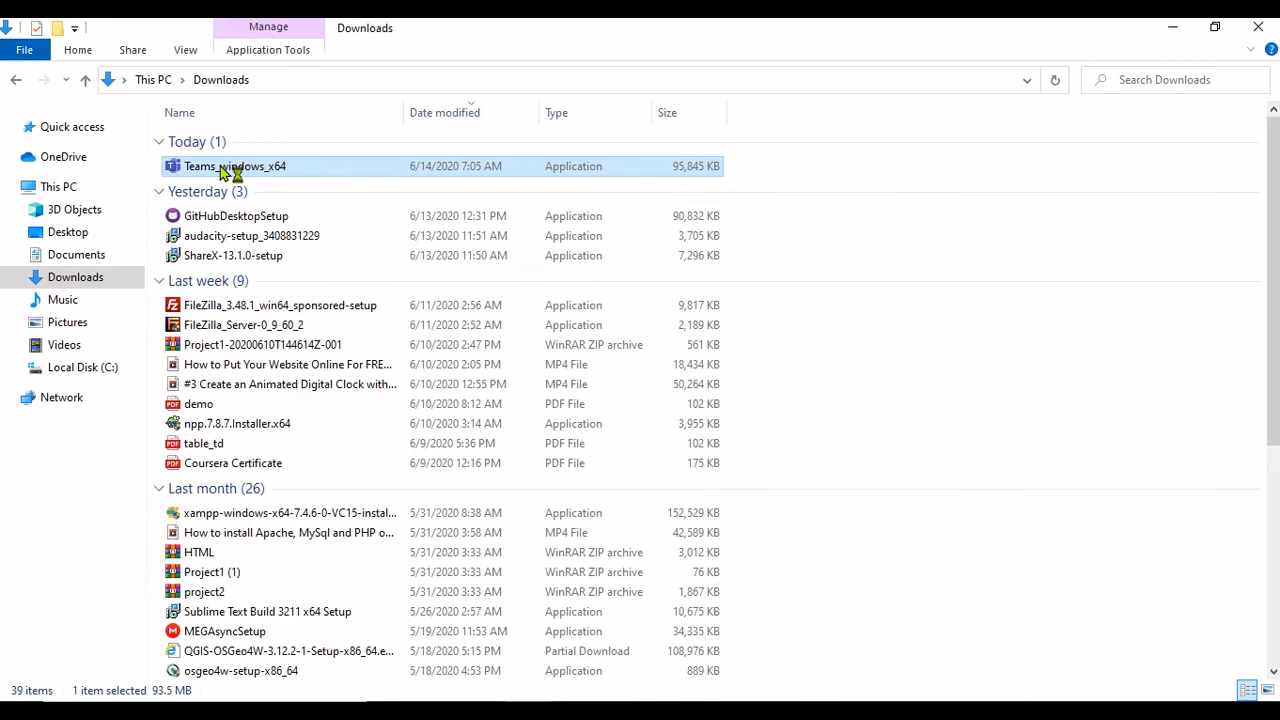 Manage
Downloads
File
Home
Share
View
Application Tools
This PC
Downloads
Search Downloads
Quick access
OneDrive
This PC
3D Objects
Desktop
Documents
Downloads
Music
Pictures
Videos
Local Disk (C:)
Network
Name Date modified Type Size
Today (1)
Teams_windows_x64 6/14/2020 7:05 AM Application 95,845 KB
Yesterday (3)
GitHubDesktopSetup 6/13/2020 12:31 PM Application 90,832 KB
audacity-setup_3408831229 6/13/2020 11:51 AM Application 3,705 KB
ShareX-13.1.0-setup 6/13/2020 11:50 AM Application 7,296 KB
Last week (9)
FileZilla_3.48.1_win64_sponsored-setup 6/11/2020 2:56 AM Application 9,817 KB
FileZilla_Server-0_9_60_2 6/11/2020 2:52 AM Application 2,189 KB
Project1-20200610T144614Z-001 6/10/2020 2:47 PM WinRAR ZIP archive 561 KB
How to Put Your Website Online For FRE... 6/10/2020 2:05 PM MP4 File 18,434 KB
#3 Create an Animated Digital Clock with... 6/10/2020 12:55 PM MP4 File 50,264 KB
demo 6/10/2020 8:12 AM PDF File 102 KB
npp.7.8.7.Installer.x64 6/10/2020 3:14 AM Application 3,955 KB
table_td 6/9/2020 5:36 PM PDF File 102 KB
Coursera Certificate 6/9/2020 12:16 PM PDF File 175 KB
Last month (26)
xampp-windows-x64-7.4.6-0-VC15-instal... 5/31/2020 8:38 AM Application 152,529 KB
How to install Apache, MySql and PHP o... 5/31/2020 3:58 AM MP4 File 42,589 KB
HTML 5/31/2020 3:33 AM WinRAR ZIP archive 3,012 KB
Project1 (1) 5/31/2020 3:33 AM WinRAR ZIP archive 76 KB
project2 5/31/2020 3:33 AM WinRAR ZIP archive 1,867 KB
Sublime Text Build 3211 x64 Setup 5/26/2020 2:57 AM Application 10,675 KB
MEGAsyncSetup 5/19/2020 11:53 AM Application 34,335 KB
QGIS-OSGeo4W-3.12.2-1-Setup-x86_64.e... 5/18/2020 5:15 PM Partial Download 108,976 KB
osgeo4w-setup-x86_64 5/18/2020 4:53 PM Application 889 KB
39 items 1 item selected 93.5 MB